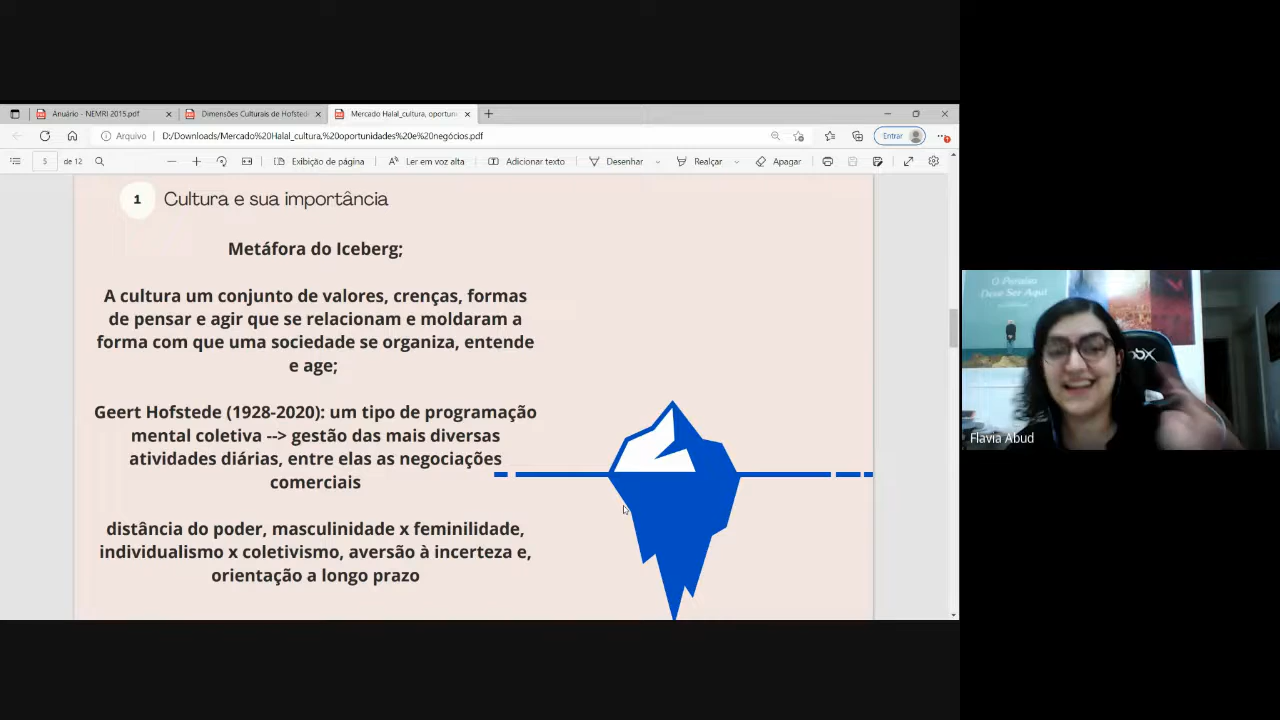 Anuário - NEMRI 2015.pdf
Dimensões Culturais de Hofsted
Mercado Halal_cultura, oportun
Arquivo
D:/Downloads/Mercado%20Halal_cultura,%20oportunidades%20e%20negócios.pdf
Entrar
5 de 12
Exibição de página
Ler em voz alta
Adicionar texto
Desenhar
Realçar
Apagar
1 Cultura e sua importância
Metáfora do Iceberg;
A cultura um conjunto de valores, crenças, formas
de pensar e agir que se relacionam e moldaram a
forma com que uma sociedade se organiza, entende
e age;
Geert Hofstede (1928-2020): um tipo de programação
mental coletiva --> gestão das mais diversas
atividades diárias, entre elas as negociações
comerciais
distância do poder, masculinidade x feminilidade,
individualismo x coletivismo, aversão à incerteza e,
orientação a longo prazo
O Paraíso
Deve Ser Aqui
Flavia Abud